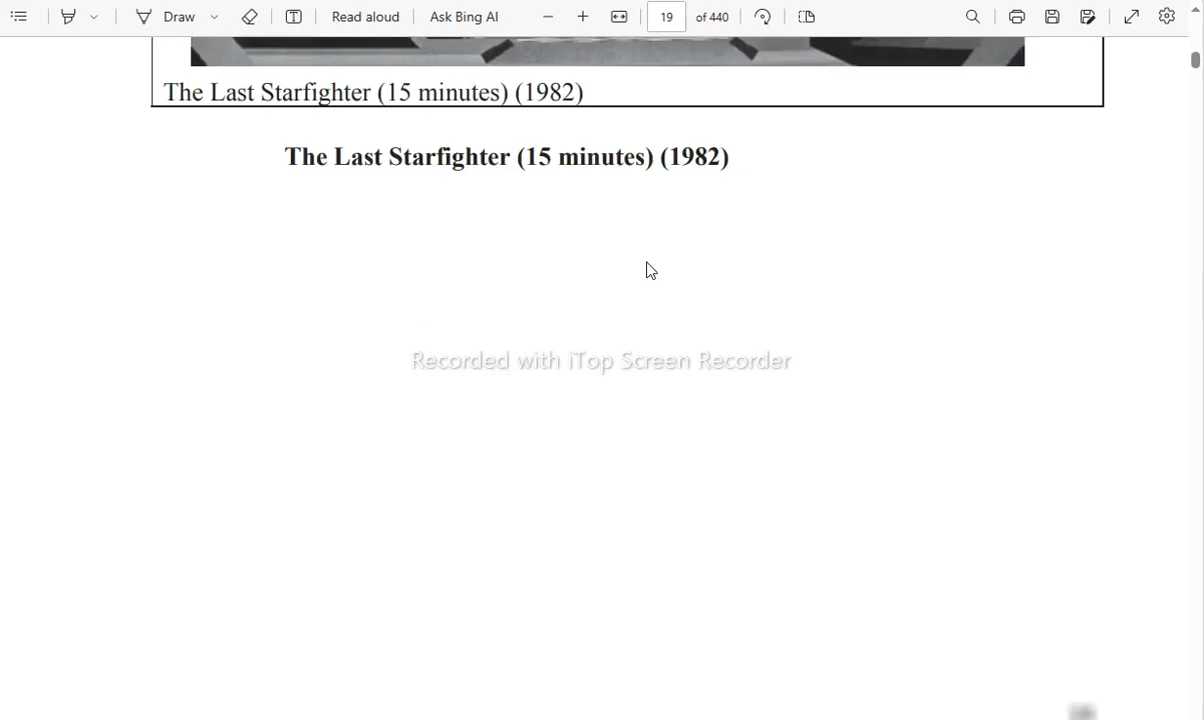 Draw
Read aloud
Ask Bing AI
19
of 440
The Last Starfighter (15 minutes) (1982)
The Last Starfighter (15 minutes) (1982)
Recorded with iTop Screen Recorder